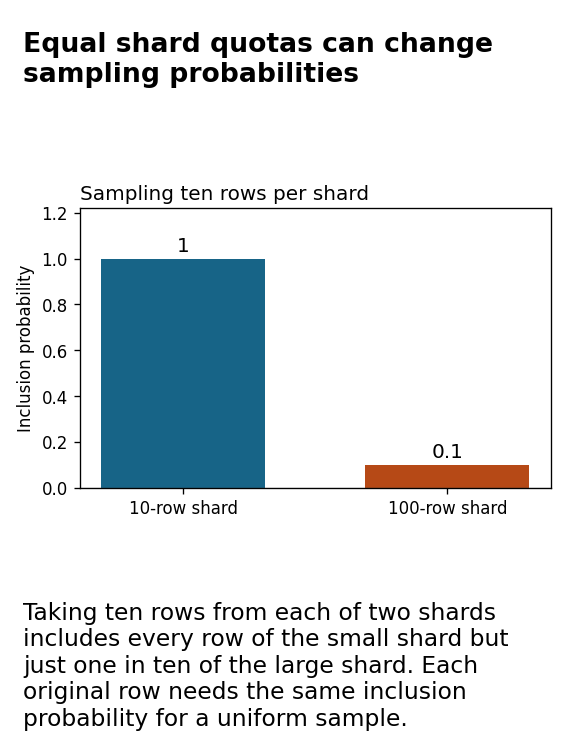 Equal shard quotas can change
sampling probabilities
Sampling ten rows per shard
1.2
1.0
0.8
0.6
0.4
0.2
0.0
Inclusion probability
1
0.1
10-row shard
100-row shard
Taking ten rows from each of two shards
includes every row of the small shard but
just one in ten of the large shard. Each
original row needs the same inclusion
probability for a uniform sample.